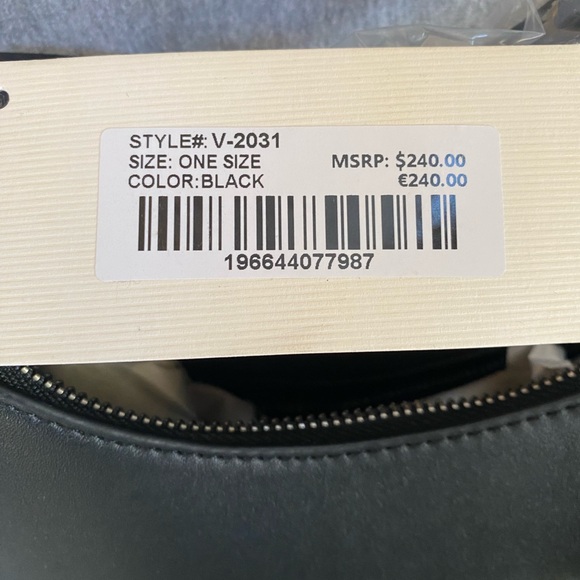 STYLE#: V-2031
SIZE: ONE SIZE MSRP: $240.00
COLOR:BLACK €240.00
196644077987